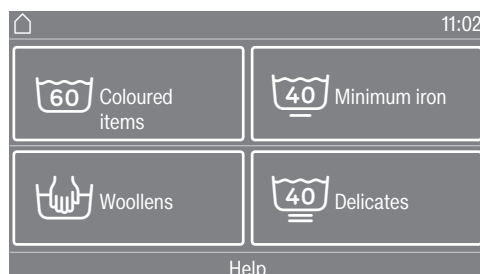 11:02
60 Coloured
items
40 Minimum iron
Woollens
40 Delicates
Help